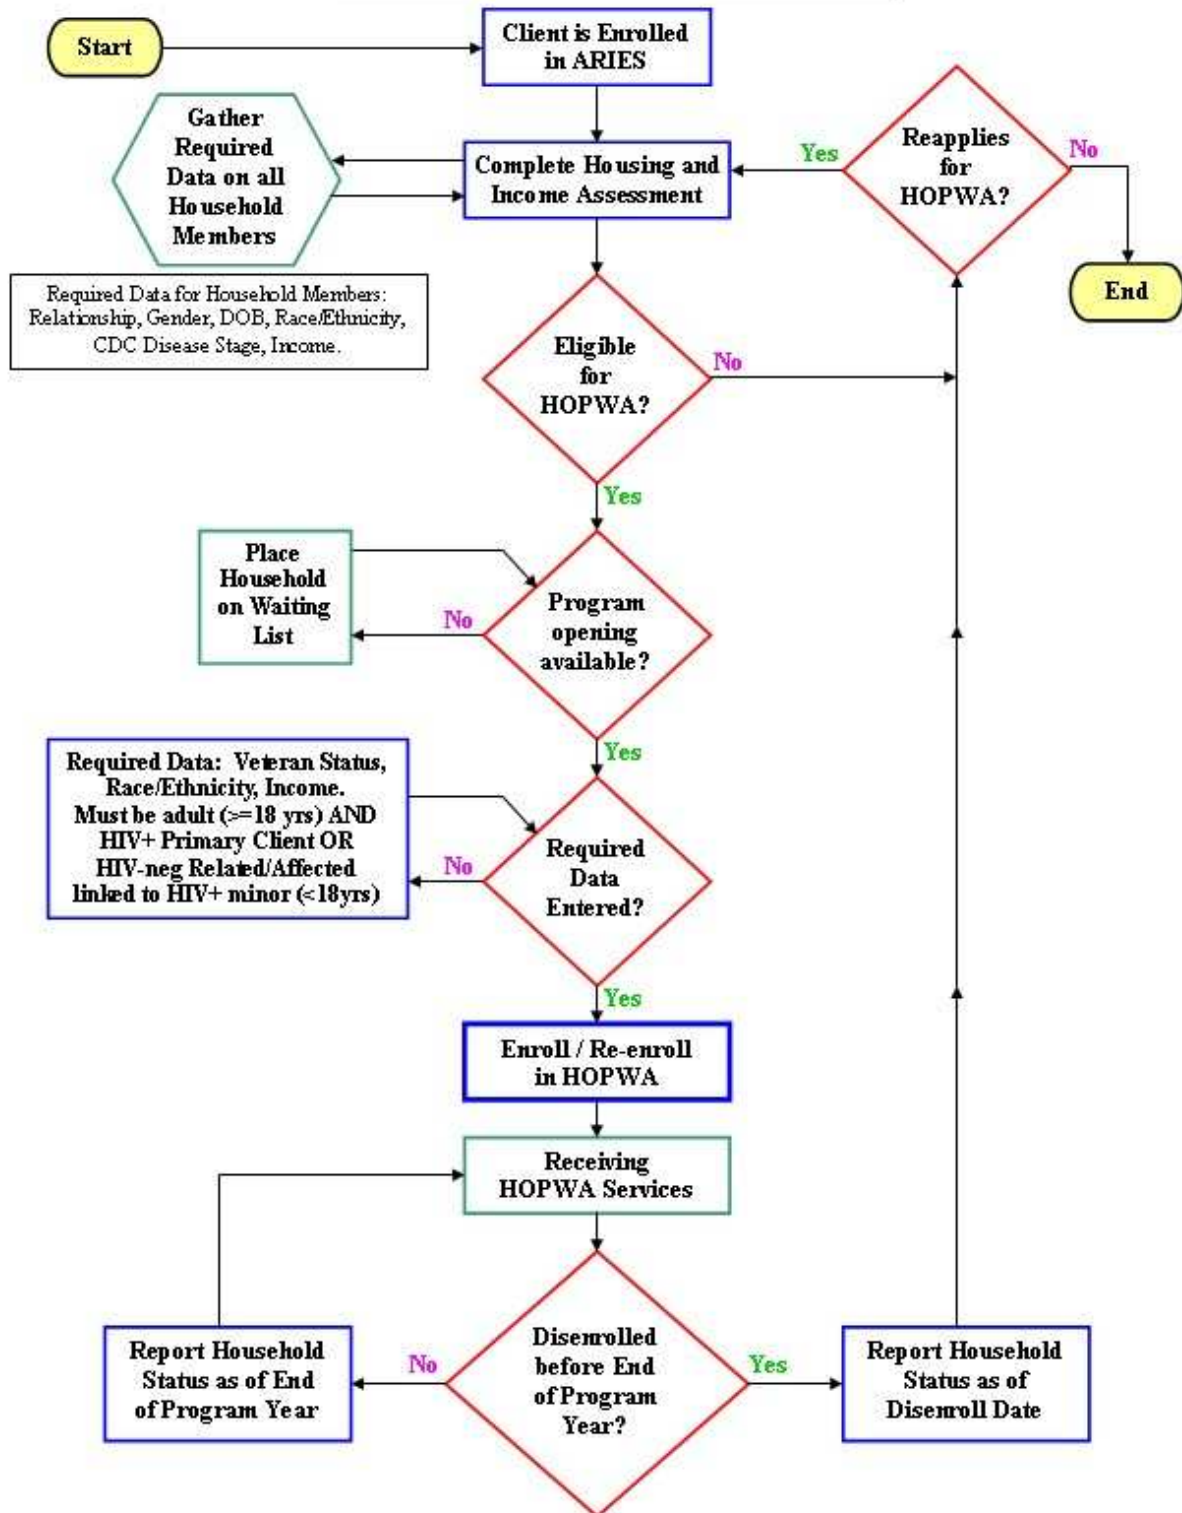 Start
Client is Enrolled
in ARIES
Gather
Required
Data on all
Household
Members
Complete Housing and
Income Assessment
Yes
Reapplies
for
HOPWA?
No
End
Required Data for Household Members:
Relationship, Gender, DOB, Race/Ethnicity,
CDC Disease Stage, Income.
Eligible
for
HOPWA?
No
Yes
Place
Household
on Waiting
List
No
Program
opening
available?
Yes
Required Data: Veteran Status,
Race/Ethnicity, Income.
Must be adult (>=18 yrs) AND
HIV+ Primary Client OR
HIV-neg Related/Affected
linked to HIV+ minor (<18yrs)
No
Required
Data
Entered?
Yes
Enroll / Re-enroll
in HOPWA
Receiving
HOPWA Services
Report Household
Status as of End
of Program Year
No
Disenrolled
before End
of Program
Year?
Yes
Report Household
Status as of
Disenroll Date